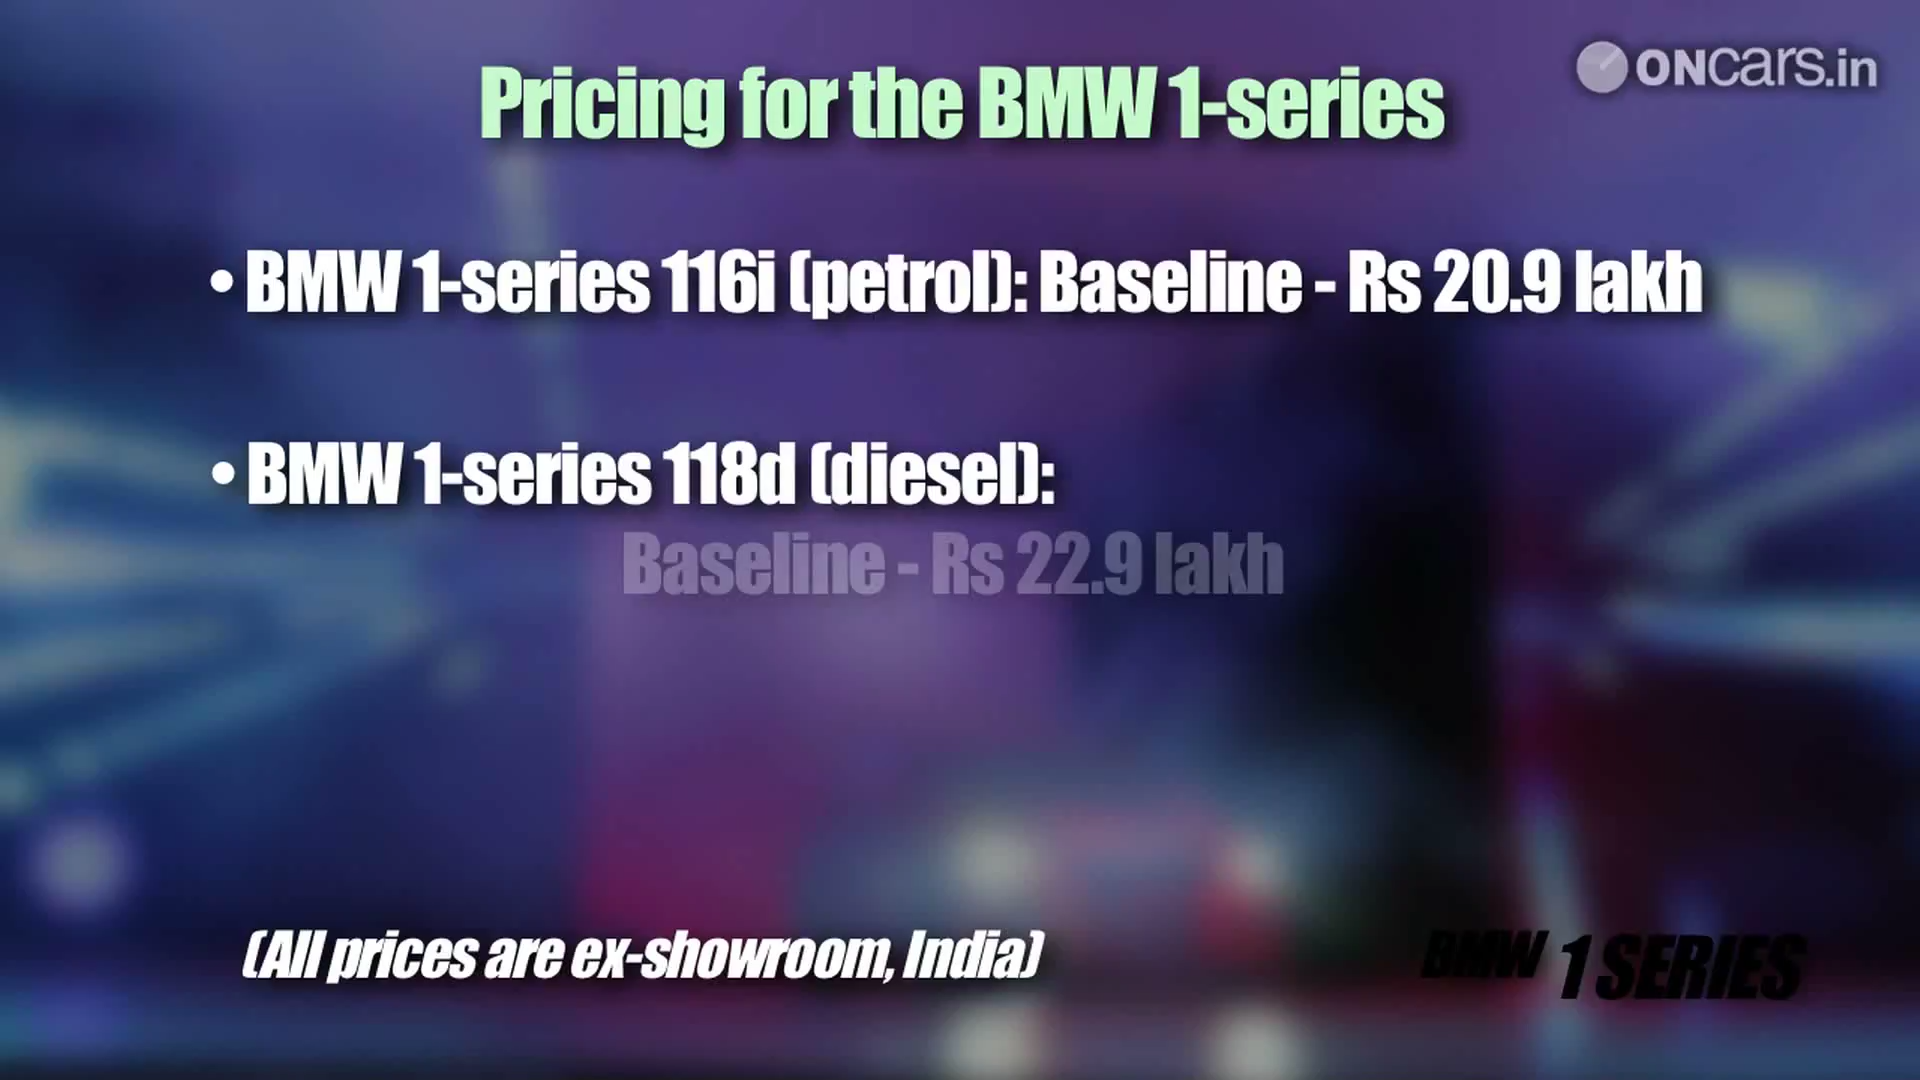 ONCARS.in
Pricing for the BMW 1-series
• BMW 1-series 116i (petrol): Baseline - Rs 20.9 lakh
• BMW 1-series 118d (diesel):
Baseline - Rs 22.9 lakh
(All prices are ex-showroom, India)
BMW 1 SERIES